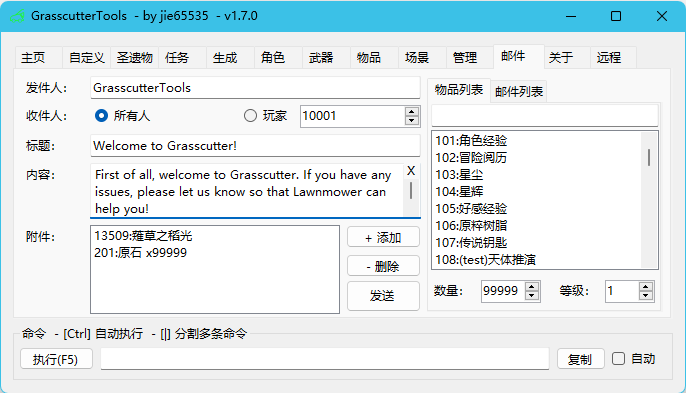 GrasscutterTools - by jie65535 - v1.7.0
主页 自定义 圣遗物 任务 生成 角色 武器 物品 场景 管理 邮件 关于 远程
发件人: GrasscutterTools
收件人: 所有人 玩家 10001
标题: Welcome to Grasscutter!
内容: First of all, welcome to Grasscutter. If you have any
issues, please let us know so that Lawnmower can
help you!
X
附件: 13509:薙草之稻光
201:原石 x99999
+ 添加
- 删除
发送
物品列表 邮件列表
101:角色经验
102:冒险阅历
103:星尘
104:星辉
105:好感经验
106:原粹树脂
107:传说钥匙
108:(test)天体推演
数量: 99999 等级: 1
命令 - [Ctrl] 自动执行 - [|] 分割多条命令
执行(F5) 复制 自动